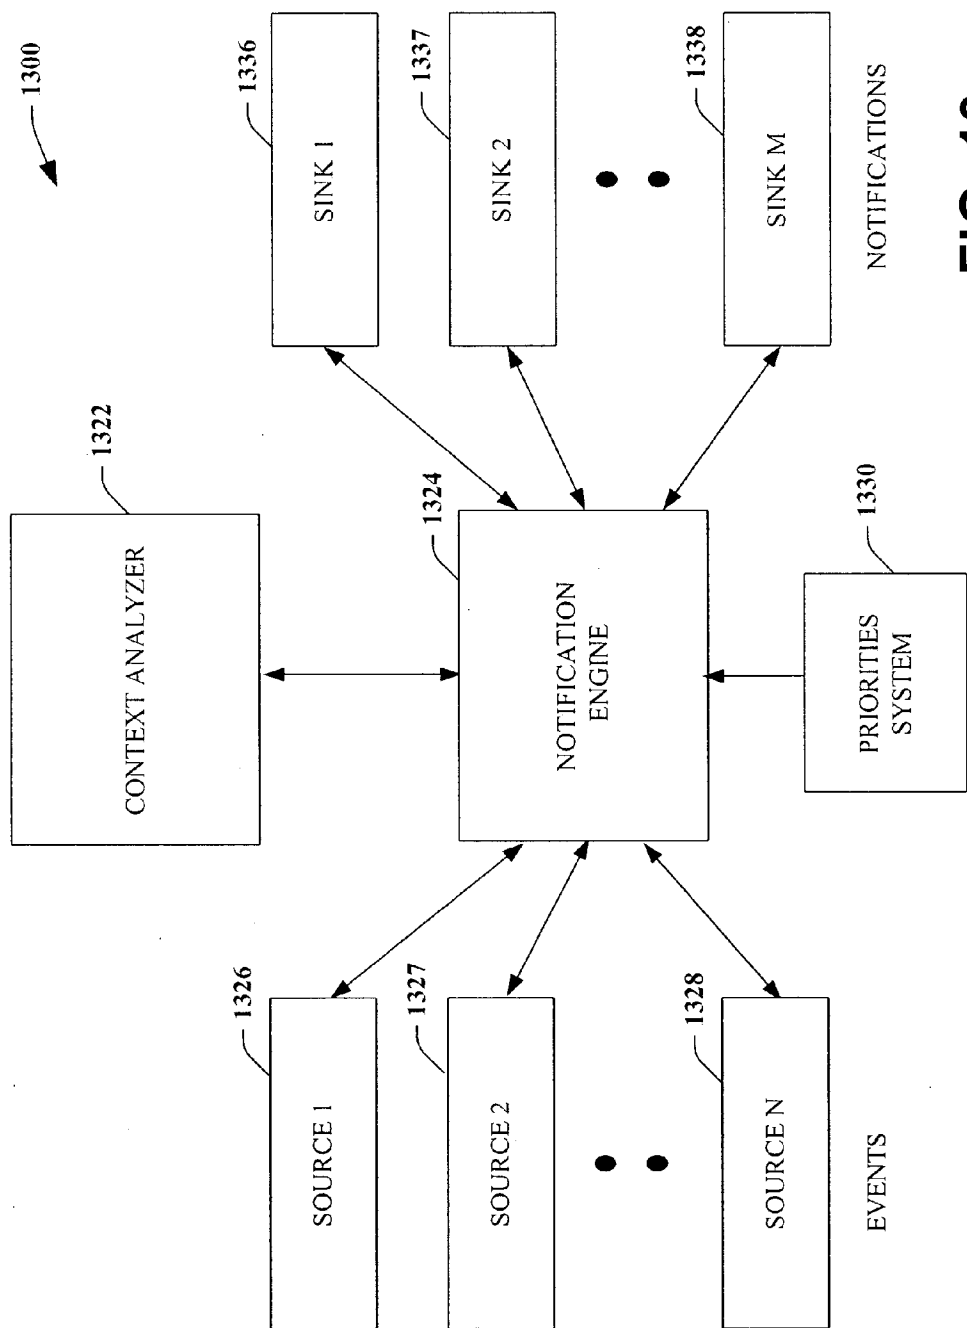 1300
CONTEXT ANALYZER
1322
SOURCE 1
1326
SINK 1
1336
SOURCE 2
1327
NOTIFICATION
ENGINE
1324
SINK 2
1337
SOURCE N
1328
SINK M
1338
EVENTS
PRIORITIES
SYSTEM
1330
NOTIFICATIONS
FIG.